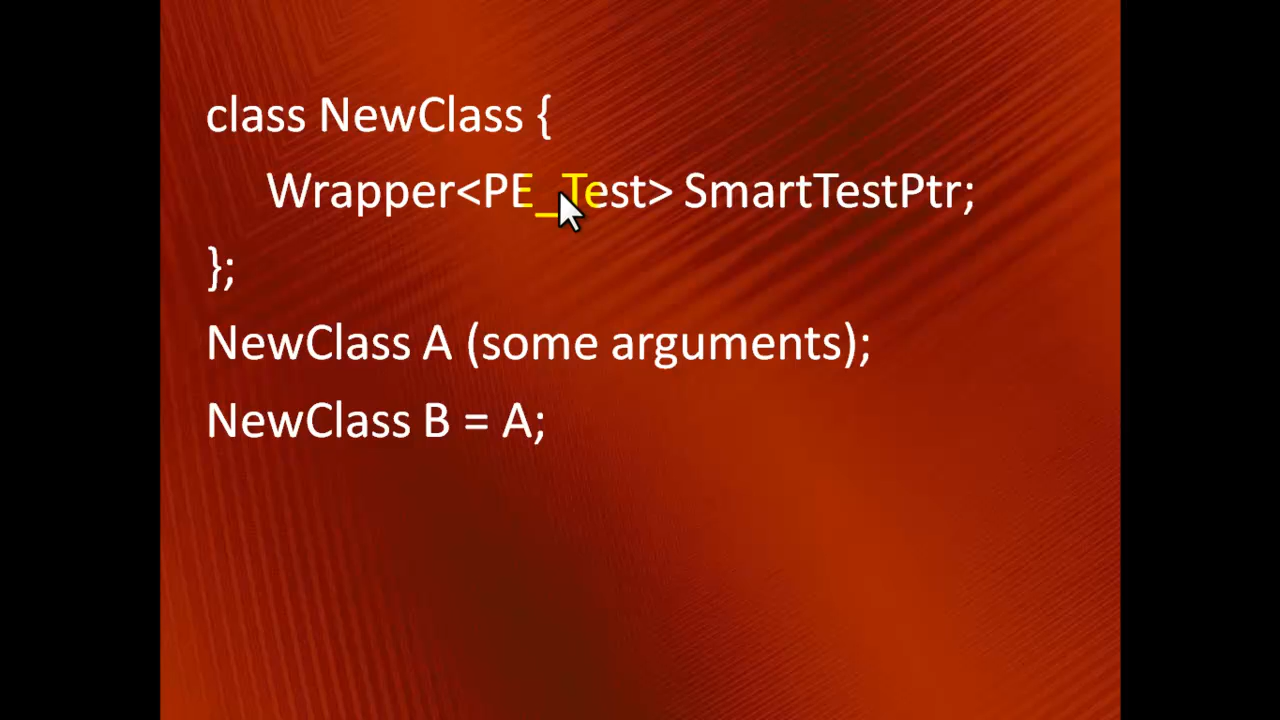 class NewClass {
Wrapper<PE_Test> SmartTestPtr;
};
NewClass A (some arguments);
NewClass B = A;